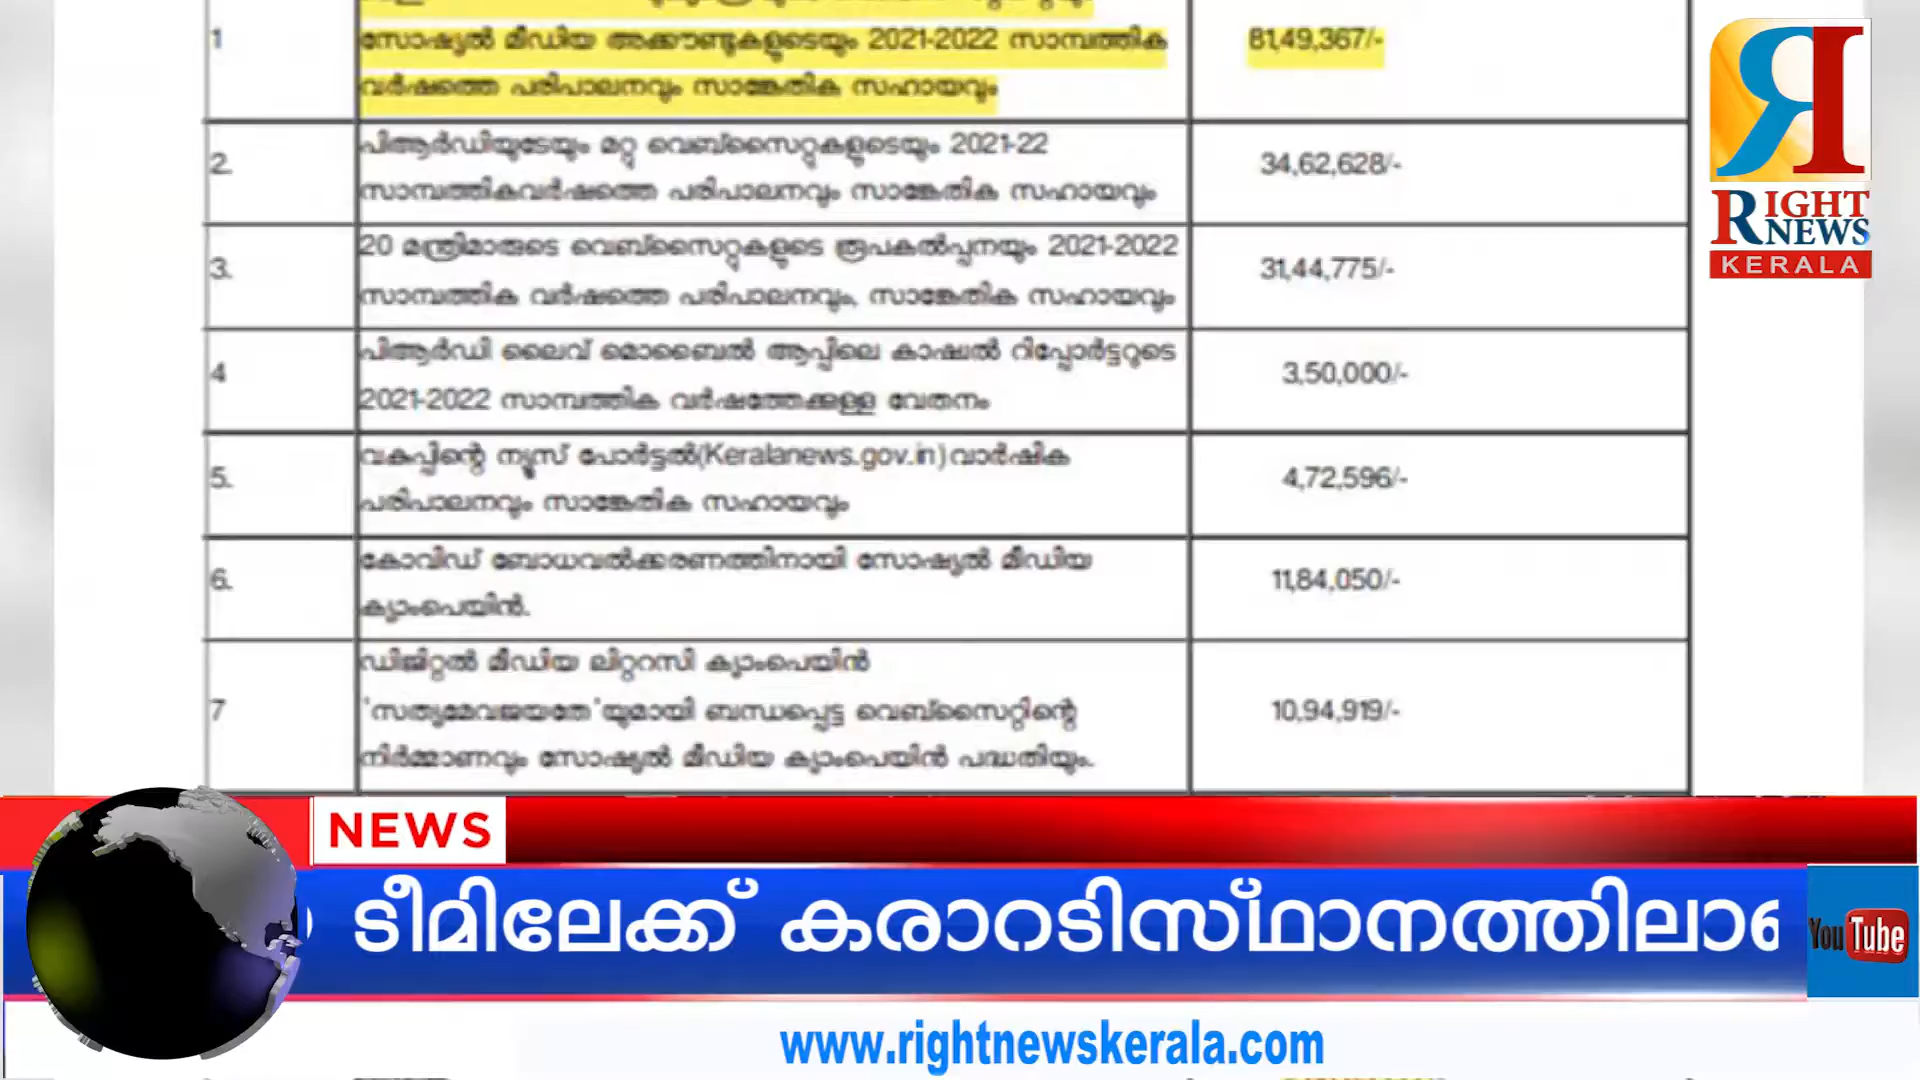 1
സോഷ്യൽ മീഡിയ അക്കൗണ്ടുകളുടെയും 2021-2022 സാമ്പത്തിക
വർഷത്തെ പരിപാലനവും സാങ്കേതിക സഹായവും
81,49,367/-
2.
പിആർഡിയുടേയും മറ്റു വെബ്സൈറ്റുകളുടെയും 2021-22
സാമ്പത്തികവർഷത്തെ പരിപാലനവും സാങ്കേതിക സഹായവും
34,62,628/-
3.
20 മന്ത്രിമാരുടെ വെബ്സൈറ്റുകളുടെ രൂപകൽപ്പനയും 2021-2022
സാമ്പത്തിക വർഷത്തെ പരിപാലനവും, സാങ്കേതിക സഹായവും
31,44,775/-
4
പിആർഡി ലൈവ് മൊബൈൽ ആപ്പിലെ കാഷ്വൽ റിപ്പോർട്ടറുടെ
2021-2022 സാമ്പത്തിക വർഷത്തേക്കുള്ള വേതനം
3,50,000/-
5.
വകുപ്പിന്റെ ന്യൂസ് പോർട്ടൽ(Keralanews.gov.in)വാർഷിക
പരിപാലനവും സാങ്കേതിക സഹായവും
4,72,596/-
6.
കോവിഡ് ബോധവൽക്കരണത്തിനായി സോഷ്യൽ മീഡിയ
ക്യാംപെയിൻ.
11,84,050/-
7
ഡിജിറ്റൽ മീഡിയ ലിറ്ററസി ക്യാംപെയിൻ
'സത്യമേവജയതേ'യുമായി ബന്ധപ്പെട്ട വെബ്സൈറ്റിന്റെ
നിർമ്മാണവും സോഷ്യൽ മീഡിയ ക്യാംപെയിൻ പദ്ധതിയും.
10,94,919/-
RIGHT
NEWS
KERALA
NEWS
ടീമിലേക്ക് കരാറടിസ്ഥാനത്തിലാണ
YouTube
www.rightnewskerala.com